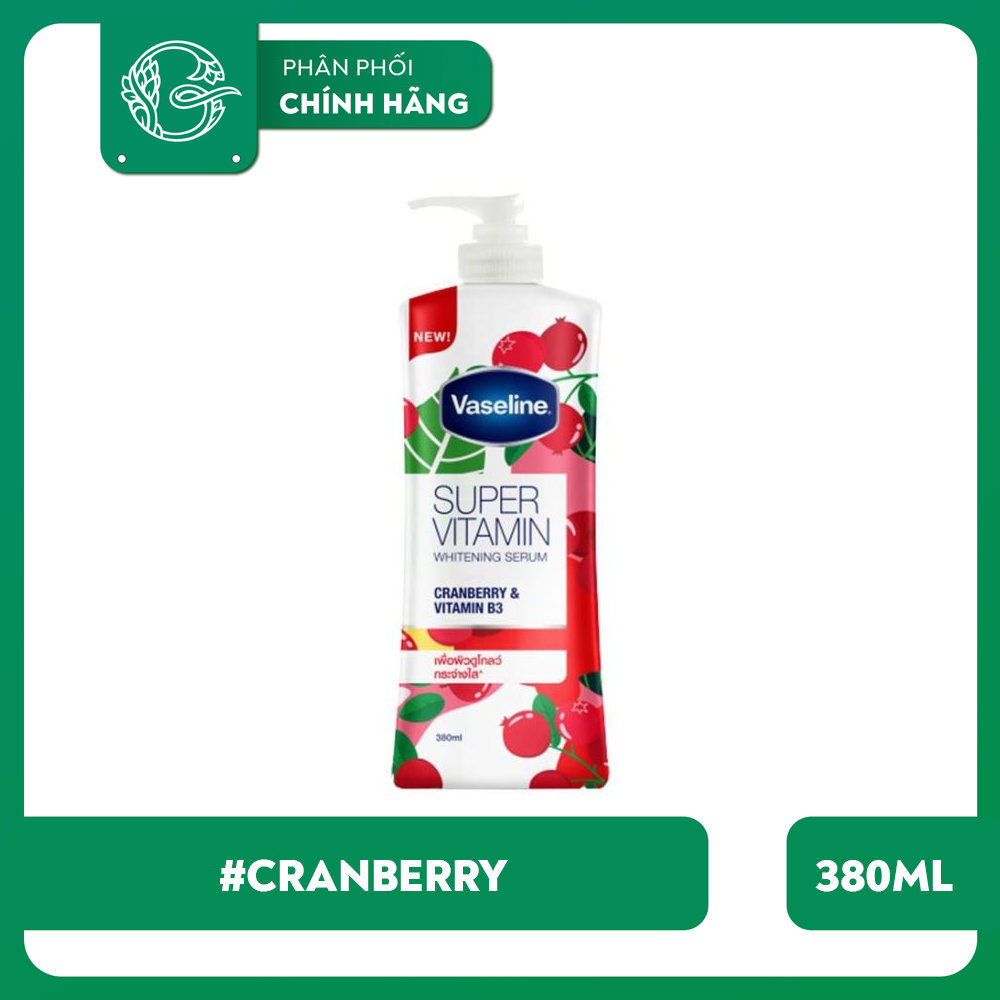 PHÂN PHỐI
CHÍNH HÃNG
NEW!
Vaseline
SUPER
VITAMIN
WHITENING SERUM
CRANBERRY &
VITAMIN B3
เพื่อผิวดูโกลว์
กระจ่างใส*
380ml
#CRANBERRY
380ML